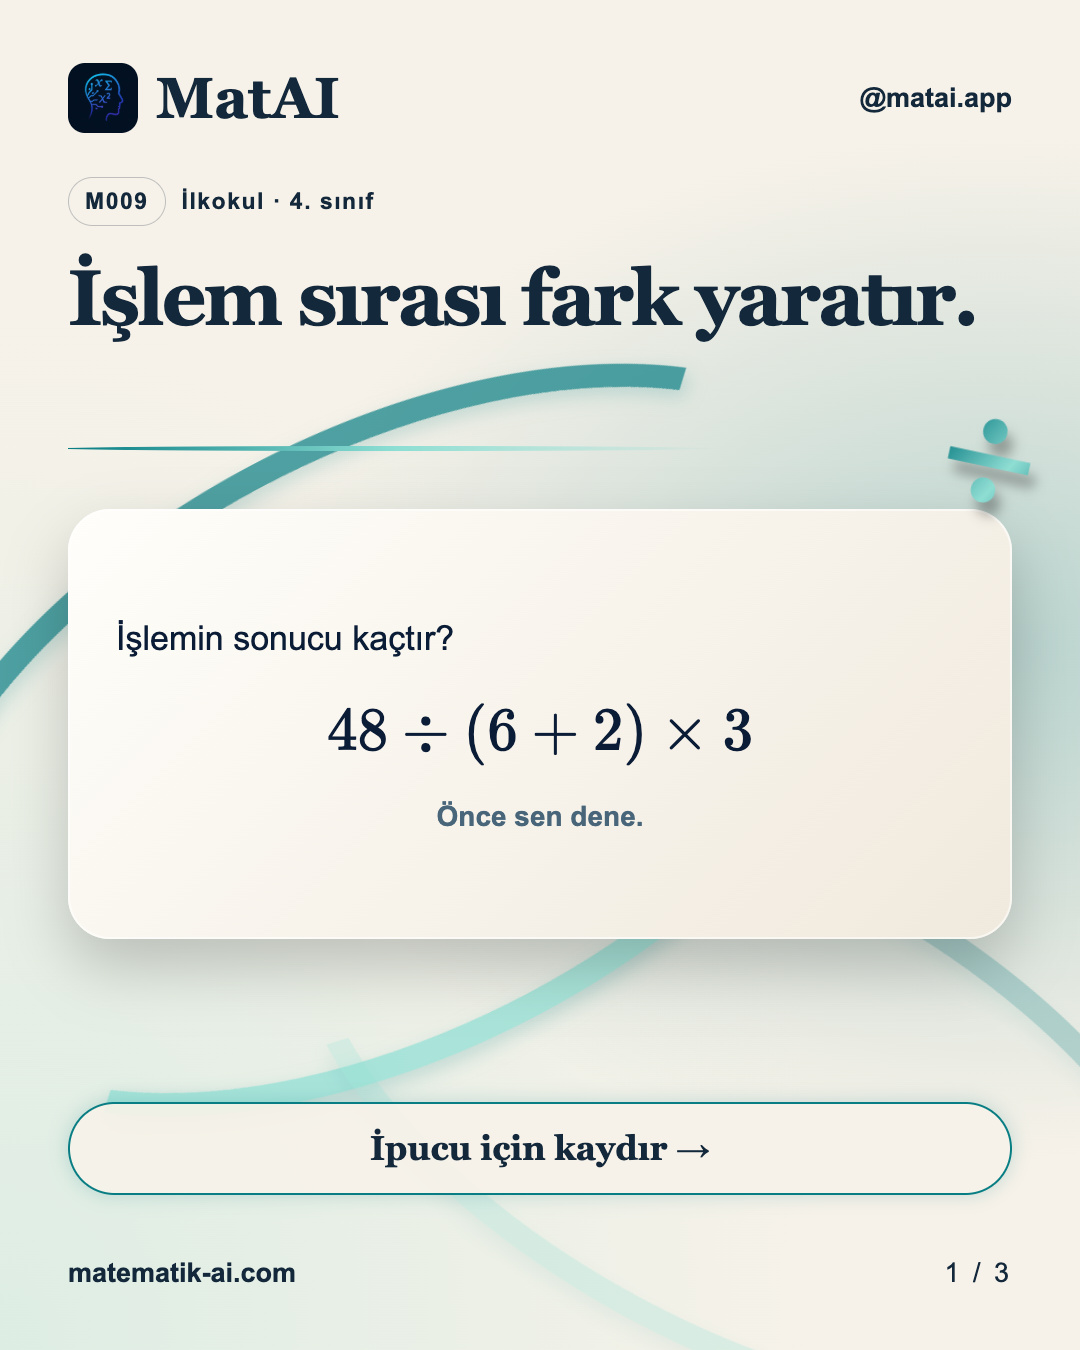 MatAI
@matai.app
M009 İlkokul · 4. sınıf
İşlem sırası fark yaratır.
İşlemin sonucu kaçtır?
48 ÷ (6 + 2) × 3
Önce sen dene.
İpucu için kaydır →
matematik-ai.com
1 / 3